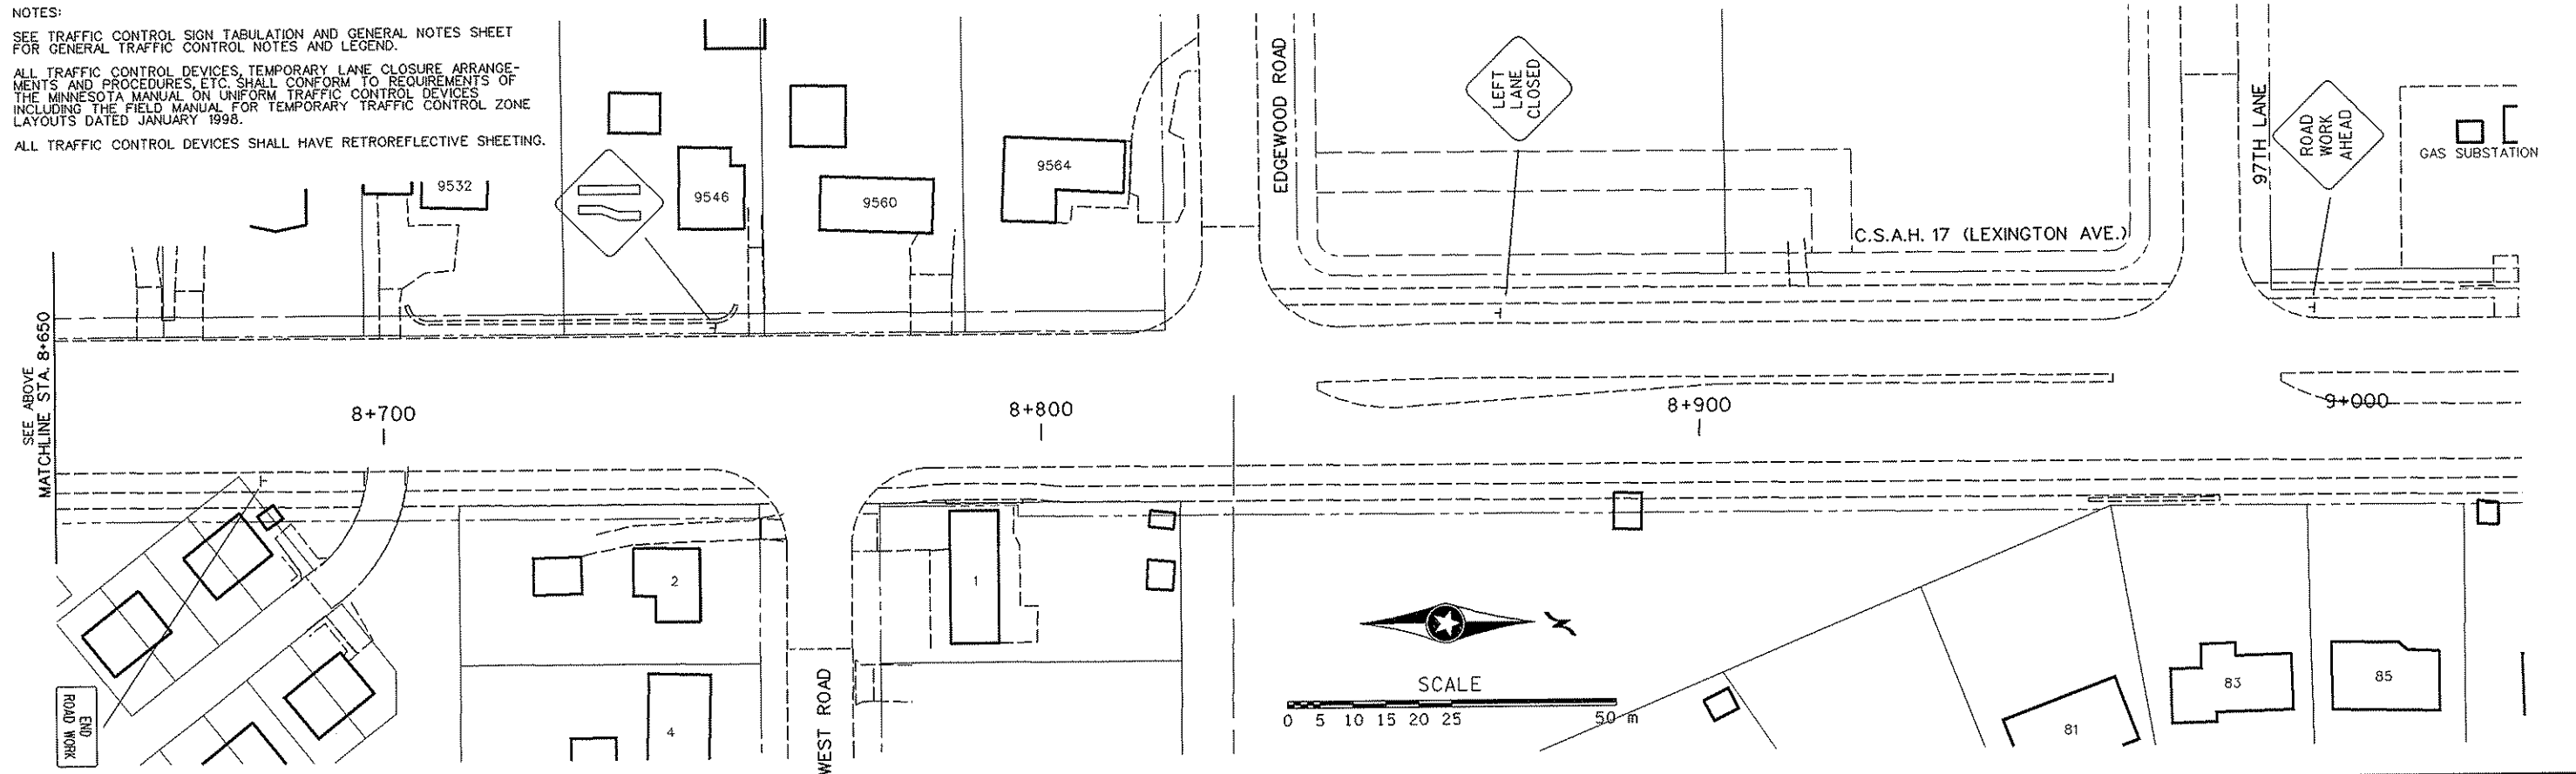 NOTES:
SEE TRAFFIC CONTROL SIGN TABULATION AND GENERAL NOTES SHEET
FOR GENERAL TRAFFIC CONTROL NOTES AND LEGEND.
ALL TRAFFIC CONTROL DEVICES, TEMPORARY LANE CLOSURE ARRANGE-
MENTS AND PROCEDURES, ETC. SHALL CONFORM TO REQUIREMENTS OF
THE MINNESOTA MANUAL ON UNIFORM TRAFFIC CONTROL DEVICES
INCLUDING THE FIELD MANUAL FOR TEMPORARY TRAFFIC CONTROL ZONE
LAYOUTS DATED JANUARY 1998.
ALL TRAFFIC CONTROL DEVICES SHALL HAVE RETROREFLECTIVE SHEETING.
9532
9546
9560
9564
EDGEWOOD ROAD
LEFT
LANE
CLOSED
97TH LANE
ROAD
WORK
AHEAD
GAS SUBSTATION
C.S.A.H. 17 (LEXINGTON AVE.)
SEE ABOVE
MATCHLINE STA. 8+650
8+700
8+800
8+900
9+000
2
1
4
WEST ROAD
END
ROAD WORK
SCALE
0 5 10 15 20 25 50 m
81
83
85